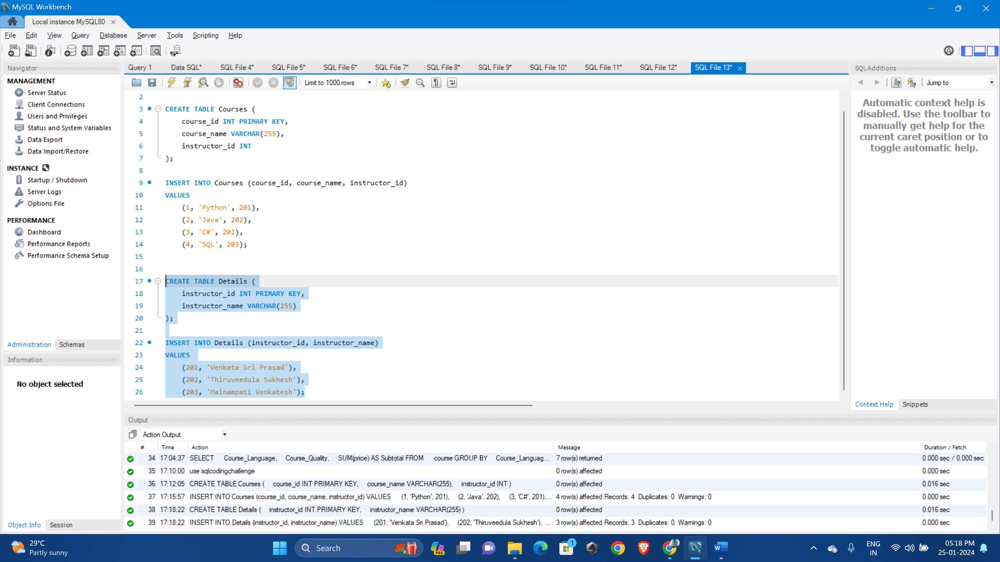 MySQL Workbench
Local instance MySQL80
File Edit View Query Database Server Tools Scripting Help
Navigator
MANAGEMENT
Server Status
Client Connections
Users and Privileges
Status and System Variables
Data Export
Data Import/Restore
INSTANCE
Startup / Shutdown
Server Logs
Options File
PERFORMANCE
Dashboard
Performance Reports
Performance Schema Setup
Administration Schemas
Information
No object selected
Object Info Session
Query 1 Data SQL* SQL File 4* SQL File 5* SQL File 6* SQL File 7* SQL File 8* SQL File 9* SQL File 10* SQL File 11* SQL File 12* SQL File 13*
Limit to 1000 rows
2
3 CREATE TABLE Courses (
4 course_id INT PRIMARY KEY,
5 course_name VARCHAR(255),
6 instructor_id INT
7 );
8
9 INSERT INTO Courses (course_id, course_name, instructor_id)
10 VALUES
11 (1, 'Python', 201),
12 (2, 'Java', 202),
13 (3, 'C#', 201),
14 (4, 'SQL', 203);
15
16
17 CREATE TABLE Details (
18 instructor_id INT PRIMARY KEY,
19 instructor_name VARCHAR(255)
20 );
21
22 INSERT INTO Details (instructor_id, instructor_name)
23 VALUES
24 (201, 'Venkata Sri Prasad'),
25 (202, 'Thiruveedula Sukhesh'),
26 (203, 'Mainampati Venkatesh');
SQLAdditions
Jump to
Automatic context help is
disabled. Use the toolbar to
manually get help for the
current caret position or to
toggle automatic help.
Context Help Snippets
Output
Action Output
# Time Action Message Duration / Fetch
34 17:04:37 SELECT Course_Language, Course_Quality, SUM(price) AS Subtotal FROM course GROUP BY Course_Languag... 7 row(s) returned 0.000 sec / 0.000 sec
35 17:10:00 use sqlcodingchallenge 0 row(s) affected 0.000 sec
36 17:12:05 CREATE TABLE Courses ( course_id INT PRIMARY KEY, course_name VARCHAR(255), instructor_id INT ) 0 row(s) affected 0.016 sec
37 17:15:57 INSERT INTO Courses (course_id, course_name, instructor_id) VALUES (1, 'Python', 201), (2, 'Java', 202), (3, 'C#', 201),... 4 row(s) affected Records: 4 Duplicates: 0 Warnings: 0 0.000 sec
38 17:18:22 CREATE TABLE Details ( instructor_id INT PRIMARY KEY, instructor_name VARCHAR(255) ) 0 row(s) affected 0.016 sec
39 17:18:22 INSERT INTO Details (instructor_id, instructor_name) VALUES (201, 'Venkata Sri Prasad'), (202, 'Thiruveedula Sukhesh'), ... 3 row(s) affected Records: 3 Duplicates: 0 Warnings: 0 0.000 sec
29°C
Partly sunny
Search
PRE
1
ENG
IN
05:18 PM
25-01-2024